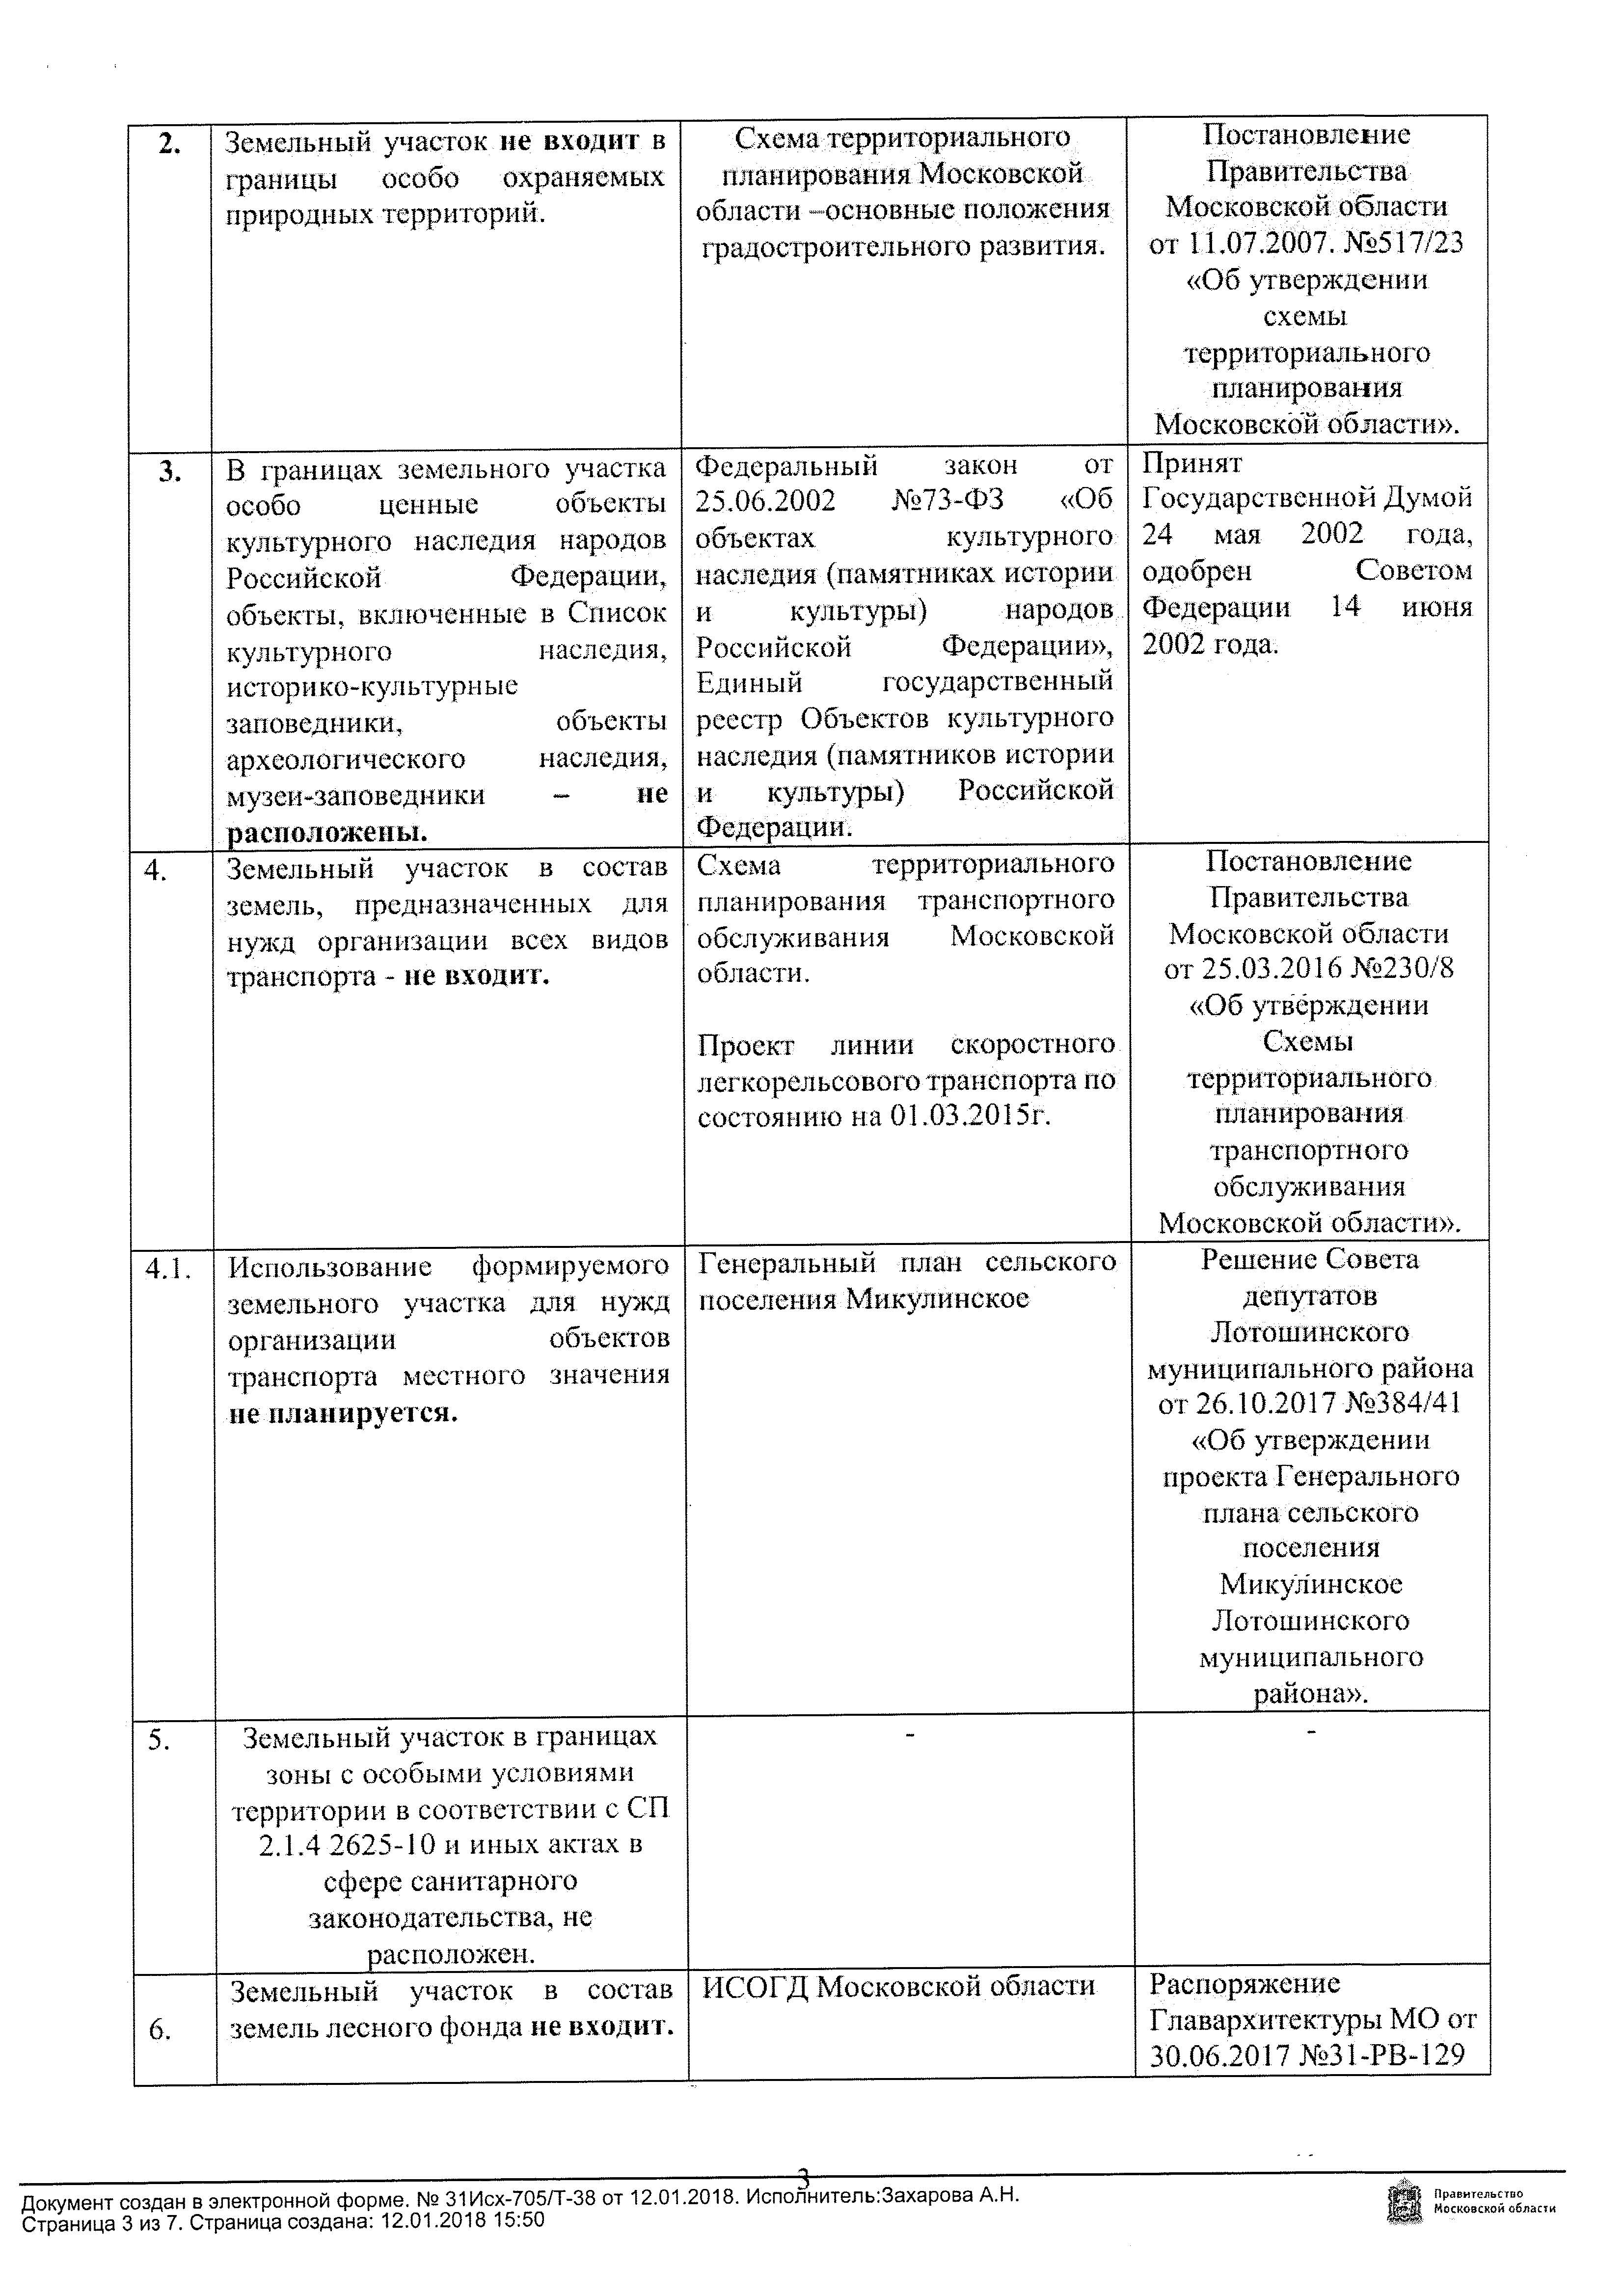 2.
Земельный участок не входит в
границы особо охраняемых
природных территорий.
Схема территориального
планирования Московской
области –основные положения
градостроительного развития.
Постановление
Правительства
Московской области
от 11.07.2007. №517/23
«Об утверждении
схемы
территориального
планирования
Московской области».
3.
В границах земельного участка
особо ценные объекты
культурного наследия народов
Российской Федерации,
объекты, включенные в Список
культурного наследия,
историко-культурные
заповедники, объекты
археологического наследия,
музеи-заповедники – не
расположены.
Федеральный закон от
25.06.2002 №73-ФЗ «Об
объектах культурного
наследия (памятниках истории
и культуры) народов
Российской Федерации»,
Единый государственный
реестр Объектов культурного
наследия (памятников истории
и культуры) Российской
Федерации.
Принят
Государственной Думой
24 мая 2002 года,
одобрен Советом
Федерации 14 июня
2002 года.
4.
Земельный участок в состав
земель, предназначенных для
нужд организации всех видов
транспорта - не входит.
Схема территориального
планирования транспортного
обслуживания Московской
области.
Проект линии скоростного
легкорельсового транспорта по
состоянию на 01.03.2015г.
Постановление
Правительства
Московской области
от 25.03.2016 №230/8
«Об утверждении
Схемы
территориального
планирования
транспортного
обслуживания
Московской области».
4.1.
Использование формируемого
земельного участка для нужд
организации объектов
транспорта местного значения
не планируется.
Генеральный план сельского
поселения Микулинское
Решение Совета
депутатов
Лотошинского
муниципального района
от 26.10.2017 №384/41
«Об утверждении
проекта Генерального
плана сельского
поселения
Микулинское
Лотошинского
муниципального
района».
5.
Земельный участок в границах
зоны с особыми условиями
территории в соответствии с СП
2.1.4 2625-10 и иных актах в
сфере санитарного
законодательства, не
расположен.
-
-
6.
Земельный участок в состав
земель лесного фонда не входит.
ИСОГД Московской области
Распоряжение
Главархитектуры МО от
30.06.2017 №31-РВ-129
3
Документ создан в электронной форме. № 31Исх-705/Т-38 от 12.01.2018. Исполнитель:Захарова А.Н.
Страница 3 из 7. Страница создана: 12.01.2018 15:50
Правительство
Московской области